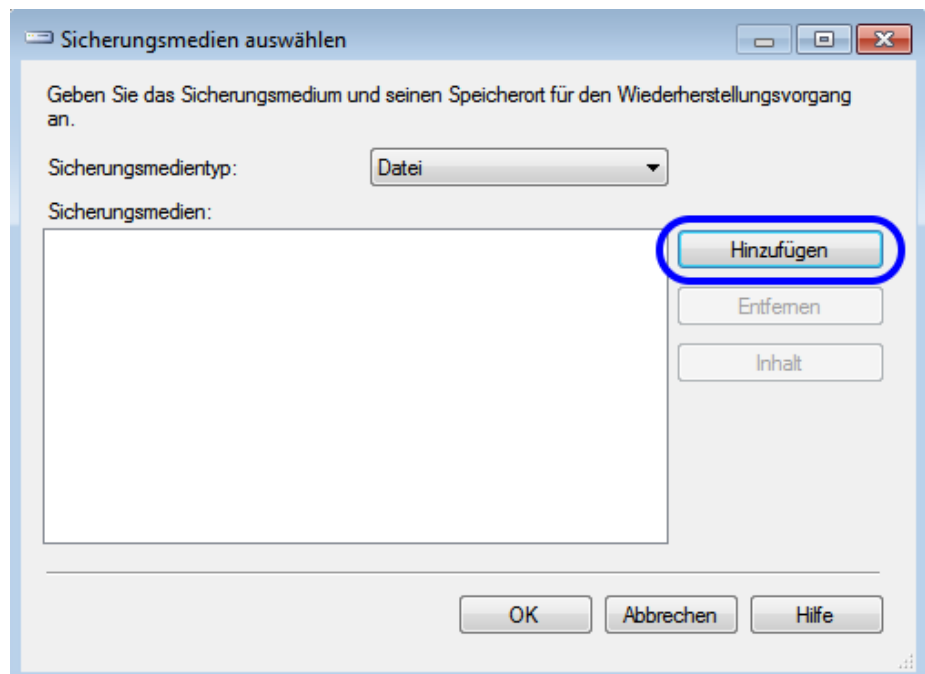 Sicherungsmedien auswählen
Geben Sie das Sicherungsmedium und seinen Speicherort für den Wiederherstellungsvorgang
an.
Sicherungsmedientyp:
Datei
Sicherungsmedien:
Hinzufügen
Entfernen
Inhalt
OK
Abbrechen
Hilfe